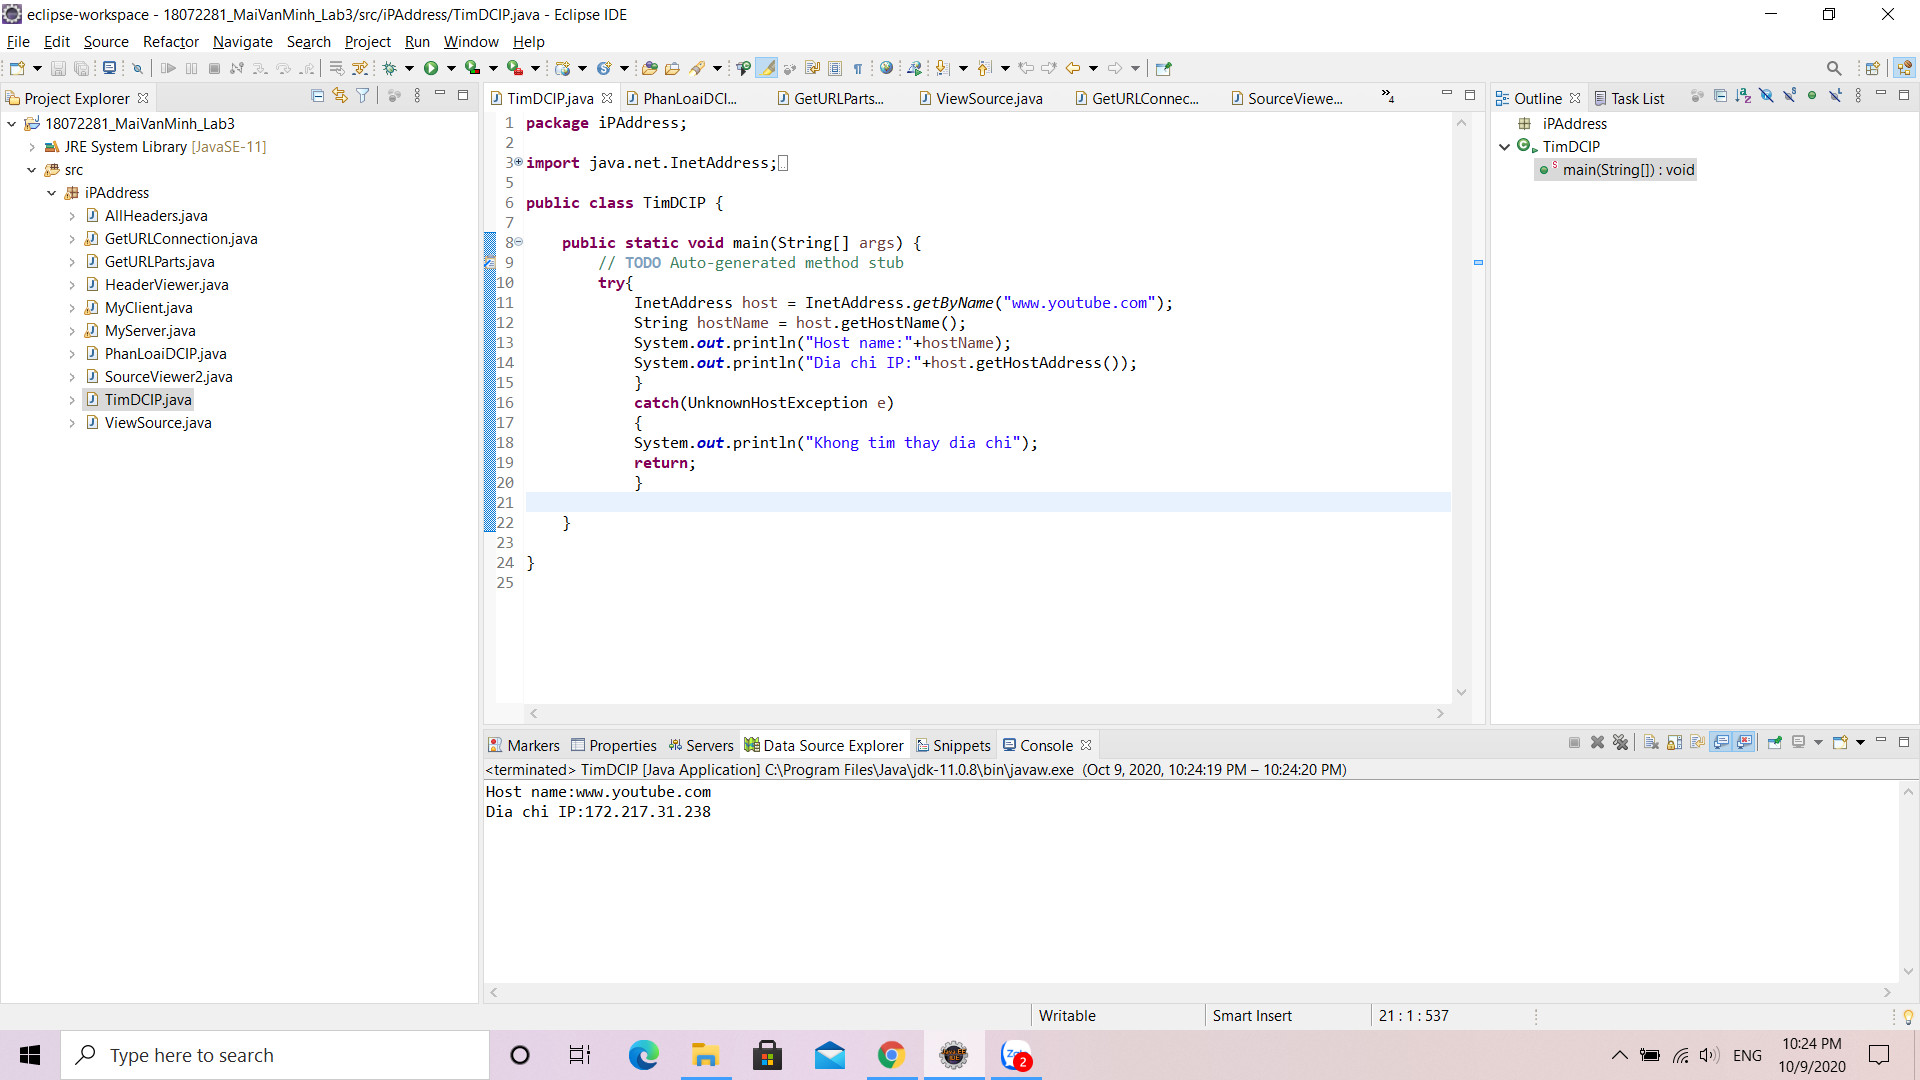 eclipse-workspace - 18072281_MaiVanMinh_Lab3/src/iPAddress/TimDCIP.java - Eclipse IDE
File Edit Source Refactor Navigate Search Project Run Window Help
Project Explorer
18072281_MaiVanMinh_Lab3
JRE System Library [JavaSE-11]
src
iPAddress
AllHeaders.java
GetURLConnection.java
GetURLParts.java
HeaderViewer.java
MyClient.java
MyServer.java
PhanLoaiDCIP.java
SourceViewer2.java
TimDCIP.java
ViewSource.java
TimDCIP.java PhanLoaiDCI... GetURLParts... ViewSource.java GetURLConnec... SourceViewe... »4
1 package iPAddress;
2
3 import java.net.InetAddress;
5
6 public class TimDCIP {
7
8 public static void main(String[] args) {
9 // TODO Auto-generated method stub
10 try{
11 InetAddress host = InetAddress.getByName("www.youtube.com");
12 String hostName = host.getHostName();
13 System.out.println("Host name:"+hostName);
14 System.out.println("Dia chi IP:"+host.getHostAddress());
15 }
16 catch(UnknownHostException e)
17 {
18 System.out.println("Khong tim thay dia chi");
19 return;
20 }
21
22 }
23
24 }
25
Outline Task List
iPAddress
TimDCIP
main(String[]) : void
Markers Properties Servers Data Source Explorer Snippets Console
<terminated> TimDCIP [Java Application] C:\Program Files\Java\jdk-11.0.8\bin\javaw.exe (Oct 9, 2020, 10:24:19 PM – 10:24:20 PM)
Host name:www.youtube.com
Dia chi IP:172.217.31.238
Writable Smart Insert 21 : 1 : 537
Type here to search
2
ENG
10:24 PM
10/9/2020